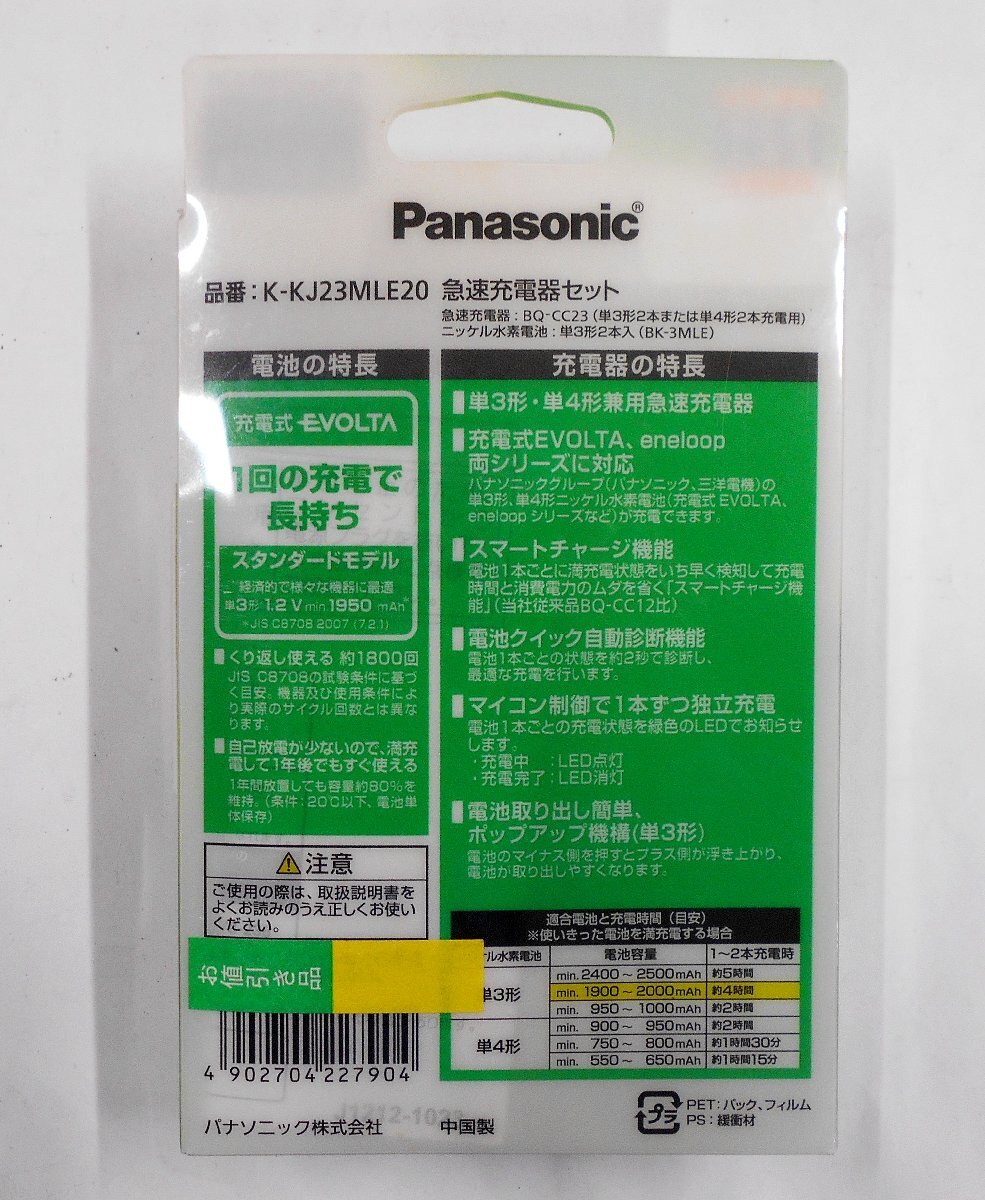 Panasonic®
品番：K-KJ23MLE20 急速充電器セット
急速充電器：BQ-CC23（単3形2本または単4形2本充電用）
ニッケル水素電池：単3形2本入（BK-3MLE）
電池の特長
充電式 EVOLTA
1回の充電で
長持ち
スタンダードモデル
経済的で様々な機器に最適
単3形 1.2V min.1950 mAh*
*JIS C8708 2007 (7.2.1)
くり返し使える 約1800回
JIS C8708の試験条件に基づ
く目安。機器及び使用条件によ
り実際のサイクル回数とは異な
ります。
自己放電が少ないので、満充
電して1年後でもすぐ使える
1年間放置しても容量約80％を
維持。（条件：20℃以下、電池単
体保存）
注意
ご使用の際は、取扱説明書を
よくお読みのうえ正しくお使い
ください。
お値引き品
4 902704 227904
パナソニック株式会社
充電器の特長
単3形・単4形兼用急速充電器
充電式EVOLTA、eneloop
両シリーズに対応
パナソニックグループ（パナソニック、三洋電機）の
単3形、単4形ニッケル水素電池（充電式 EVOLTA、
eneloop シリーズなど）が充電できます。
スマートチャージ機能
電池1本ごとに満充電状態をいち早く検知して充電
時間と消費電力のムダを省く「スマートチャージ機
能」（当社従来品BQ-CC12比）
電池クイック自動診断機能
電池1本ごとの状態を約2秒で診断し、
最適な充電を行います。
マイコン制御で1本ずつ独立充電
電池1本ごとの充電状態を緑色のLEDでお知らせ
します。
・充電中　：LED点灯
・充電完了：LED消灯
電池取り出し簡単、
ポップアップ機構（単3形）
電池のマイナス側を押すとプラス側が浮き上がり、
電池が取り出しやすくなります。
適合電池と充電時間（目安）
※使いきった電池を満充電する場合
ル水素電池 電池容量 1～2本充電時
単3形 min. 2400～2500mAh 約5時間
min. 1900～2000mAh 約4時間
min. 950～1000mAh 約2時間
単4形 min. 900～950mAh 約2時間
min. 750～800mAh 約1時間30分
min. 550～650mAh 約1時間15分
中国製
プラ
PET：パック、フィルム
PS：緩衝材